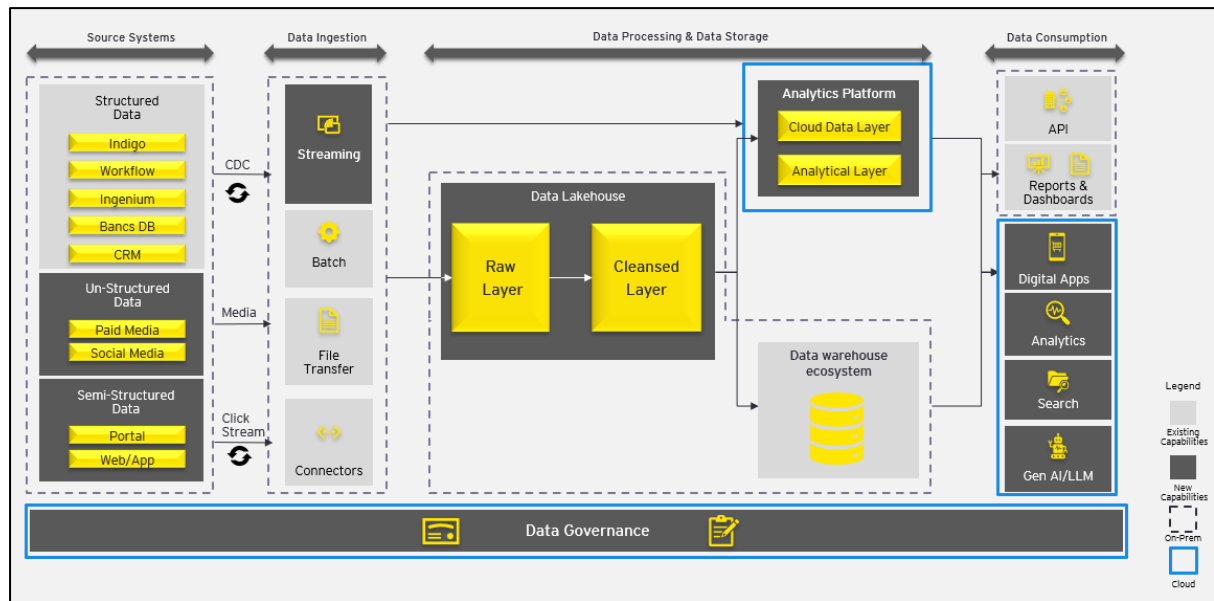 Source Systems
Data Ingestion
Data Processing & Data Storage
Data Consumption
Structured
Data
Indigo
Workflow
Ingenium
Bancs DB
CRM
Un-Structured
Data
Paid Media
Social Media
Semi-Structured
Data
Portal
Web/App
CDC
Media
Click
Stream
Streaming
Batch
File
Transfer
Connectors
Data Lakehouse
Raw
Layer
Cleansed
Layer
Analytics Platform
Cloud Data Layer
Analytical Layer
Data warehouse
ecosystem
API
Reports &
Dashboards
Digital Apps
Analytics
Search
Gen AI/LLM
Data Governance
Legend
Existing
Capabilities
New
Capabilities
On-Prem
Cloud